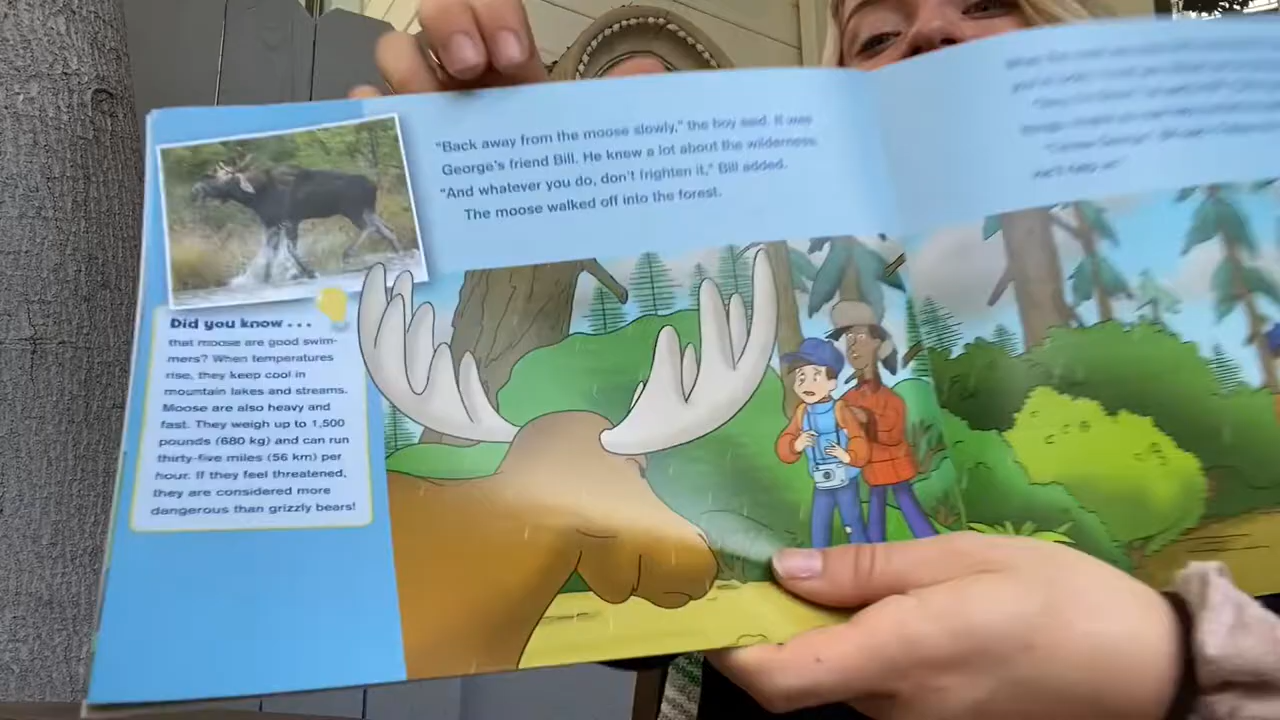 "Back away from the moose slowly," the boy said. It was
George's friend Bill. He knew a lot about the wilderness.
"And whatever you do, don't frighten it," Bill added.
The moose walked off into the forest.
Did you know . . .
that moose are good swim-
mers? When temperatures
rise, they keep cool in
mountain lakes and streams.
Moose are also heavy and
fast. They weigh up to 1,500
pounds (680 kg) and can run
thirty-five miles (56 km) per
hour. If they feel threatened,
they are considered more
dangerous than grizzly bears!